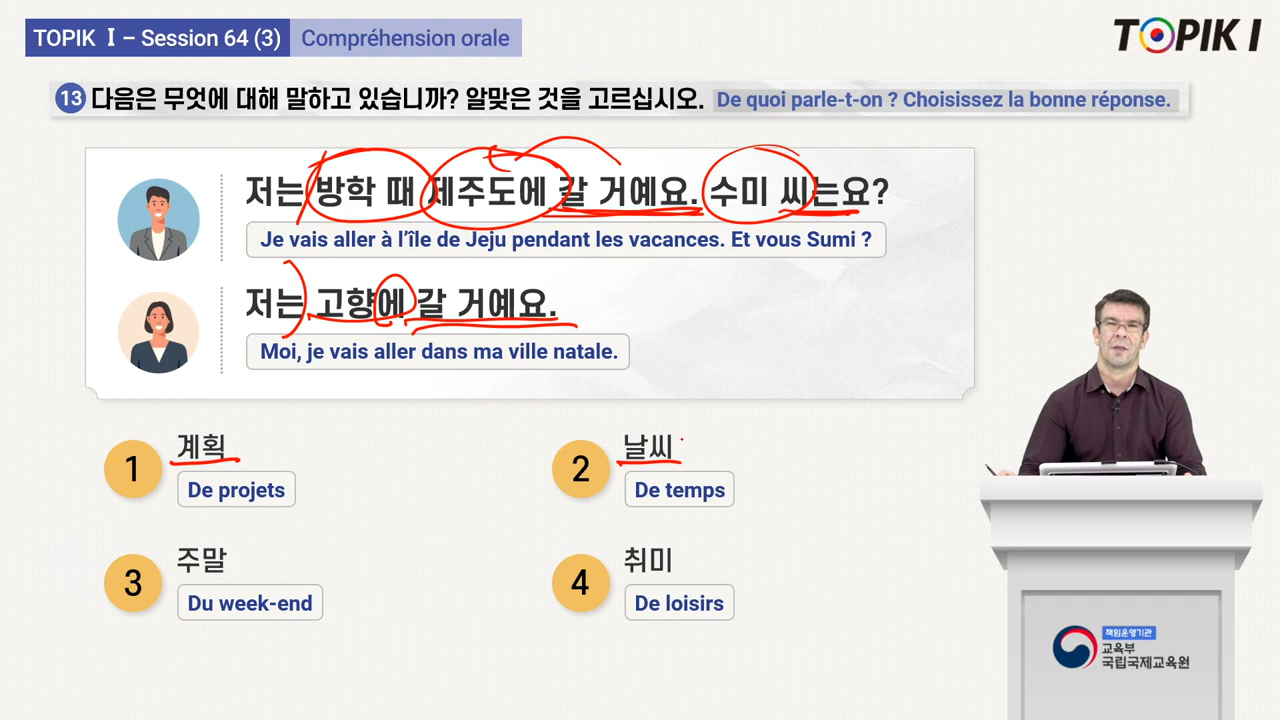 TOPIK I – Session 64 (3) Compréhension orale
TOPIK I
13 다음은 무엇에 대해 말하고 있습니까? 알맞은 것을 고르십시오. De quoi parle-t-on ? Choisissez la bonne réponse.
저는 방학 때 제주도에 갈 거예요. 수미 씨는요?
Je vais aller à l’île de Jeju pendant les vacances. Et vous Sumi ?
저는 고향에 갈 거예요.
Moi, je vais aller dans ma ville natale.
1 계획
De projets
2 날씨
De temps
3 주말
Du week-end
4 취미
De loisirs
책임운영기관
교육부
국립국제교육원